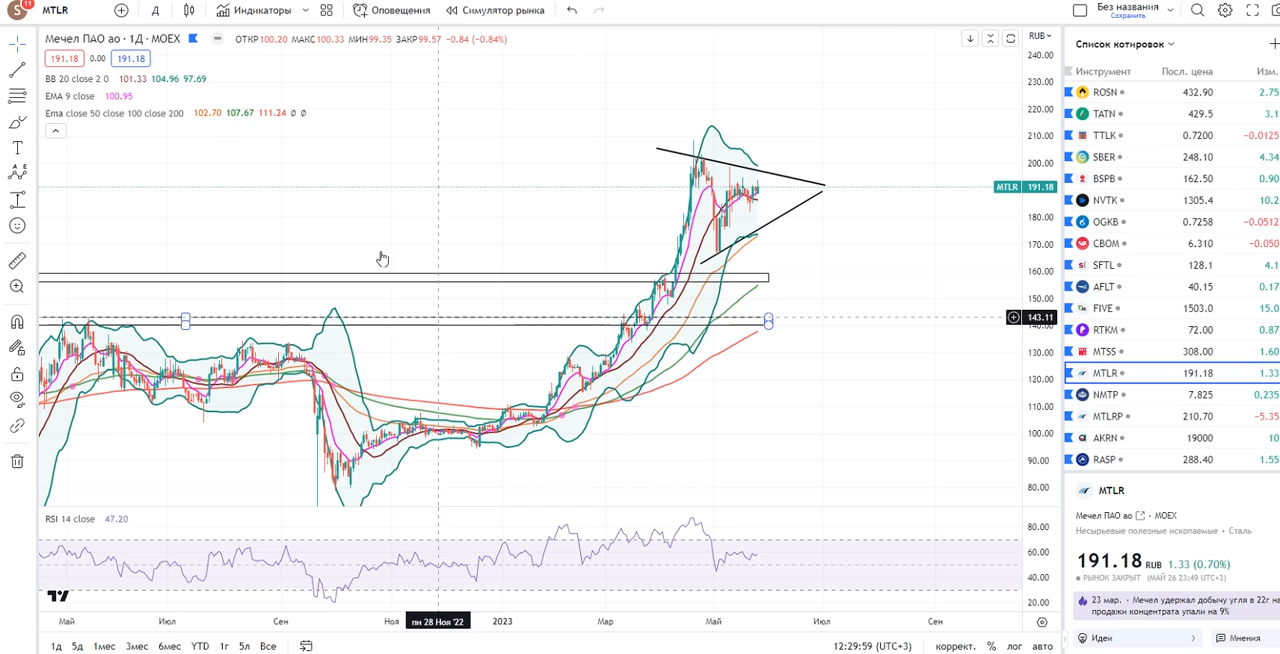 S 11 MTLR Д Индикаторы Оповещения Симулятор рынка Без названия
Сохранить
Мечел ПАО ао · 1Д · MOEX ОТКР100.20 МАКС100.33 МИН99.35 ЗАКР99.57 −0.84 (−0.84%)
191.18 0.00 191.18
BB 20 close 2 0 101.33 104.96 97.69
EMA 9 close 100.95
Ema close 50 close 100 close 200 102.70 107.67 111.24 ∅ ∅
RUB
240.00
230.00
220.00
210.00
200.00
MTLR 191.18
180.00
170.00
160.00
150.00
143.11
140.00
130.00
120.00
110.00
100.00
90.00
80.00
RSI 14 close 47.20
80.00
60.00
40.00
20.00
Май Июл Сен Ноя пн 28 Ноя '22 2023 Мар Май Июл Сен
1д 5д 1мес 3мес 6мес YTD 1г 5л Все 12:29:59 (UTC+3) коррект. % лог авто
Список котировок
Инструмент Посл. цена Изм.
ROSN 432.90 2.75
TATN 429.5 3.1
TTLK 0.7200 −0.0125
SBER 248.10 4.34
BSPB 162.50 0.90
NVTK 1305.4 10.2
OGKB 0.7258 −0.0512
CBOM 6.310 −0.050
SFTL 128.1 4.1
AFLT 40.15 0.17
FIVE 1503.0 15.0
RTKM 72.00 0.87
MTSS 308.00 1.60
MTLR 191.18 1.33
NMTP 7.825 0.235
MTLRP 210.70 −5.35
AKRN 19000 10
RASP 288.40 1.55
MTLR
Мечел ПАО ао · MOEX
Несырьевые полезные ископаемые · Сталь
191.18 RUB 1.33 (0.70%)
РЫНОК ЗАКРЫТ (МАЙ 26 23:49 UTC+3)
23 мар. · Мечел удержал добычу угля в 22г на
продажи концентрата упали на 9%
Идеи Мнения